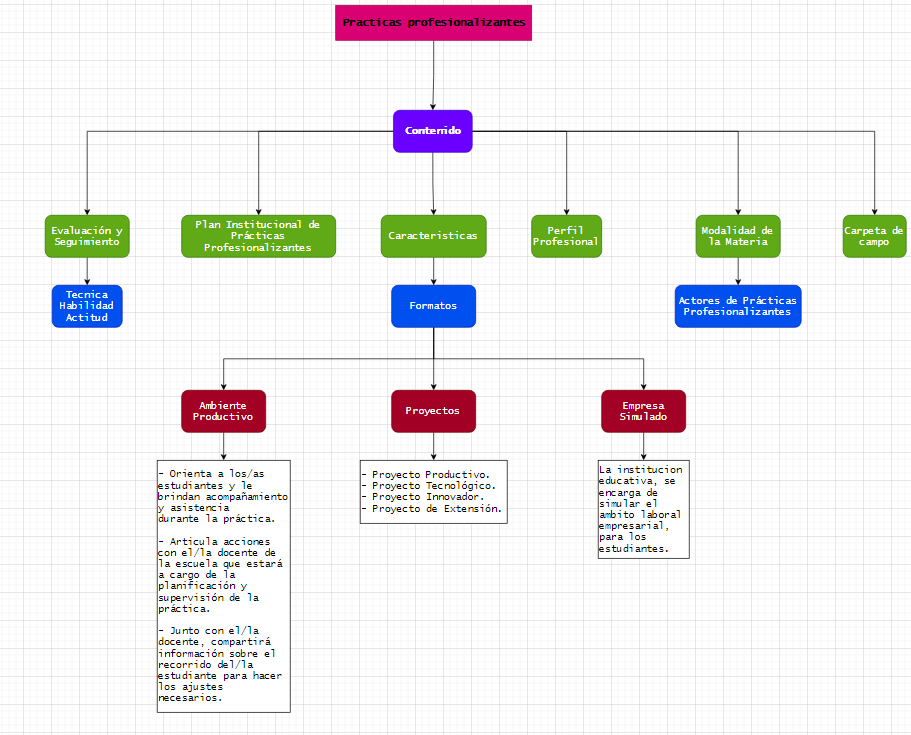 Practicas profesionalizantes
Contenido
Evaluación y
Seguimiento
Plan Institucional de
Prácticas
Profesionalizantes
Caracteristicas
Perfil
Profesional
Modalidad de
la Materia
Carpeta de
campo
Tecnica
Habilidad
Actitud
Formatos
Actores de Prácticas
Profesionalizantes
Ambiente
Productivo
Proyectos
Empresa
Simulado
- Orienta a los/as
estudiantes y le
brindan acompañamiento
y asistencia
durante la práctica.
- Articula acciones
con el/la docente de
la escuela que estará
a cargo de la
planificación y
supervisión de la
práctica.
- Junto con el/la
docente, compartirá
información sobre el
recorrido del/la
estudiante para hacer
los ajustes
necesarios.
- Proyecto Productivo.
- Proyecto Tecnológico.
- Proyecto Innovador.
- Proyecto de Extensión.
La institucion
educativa, se
encarga de
simular el
ambito laboral
empresarial,
para los
estudiantes.